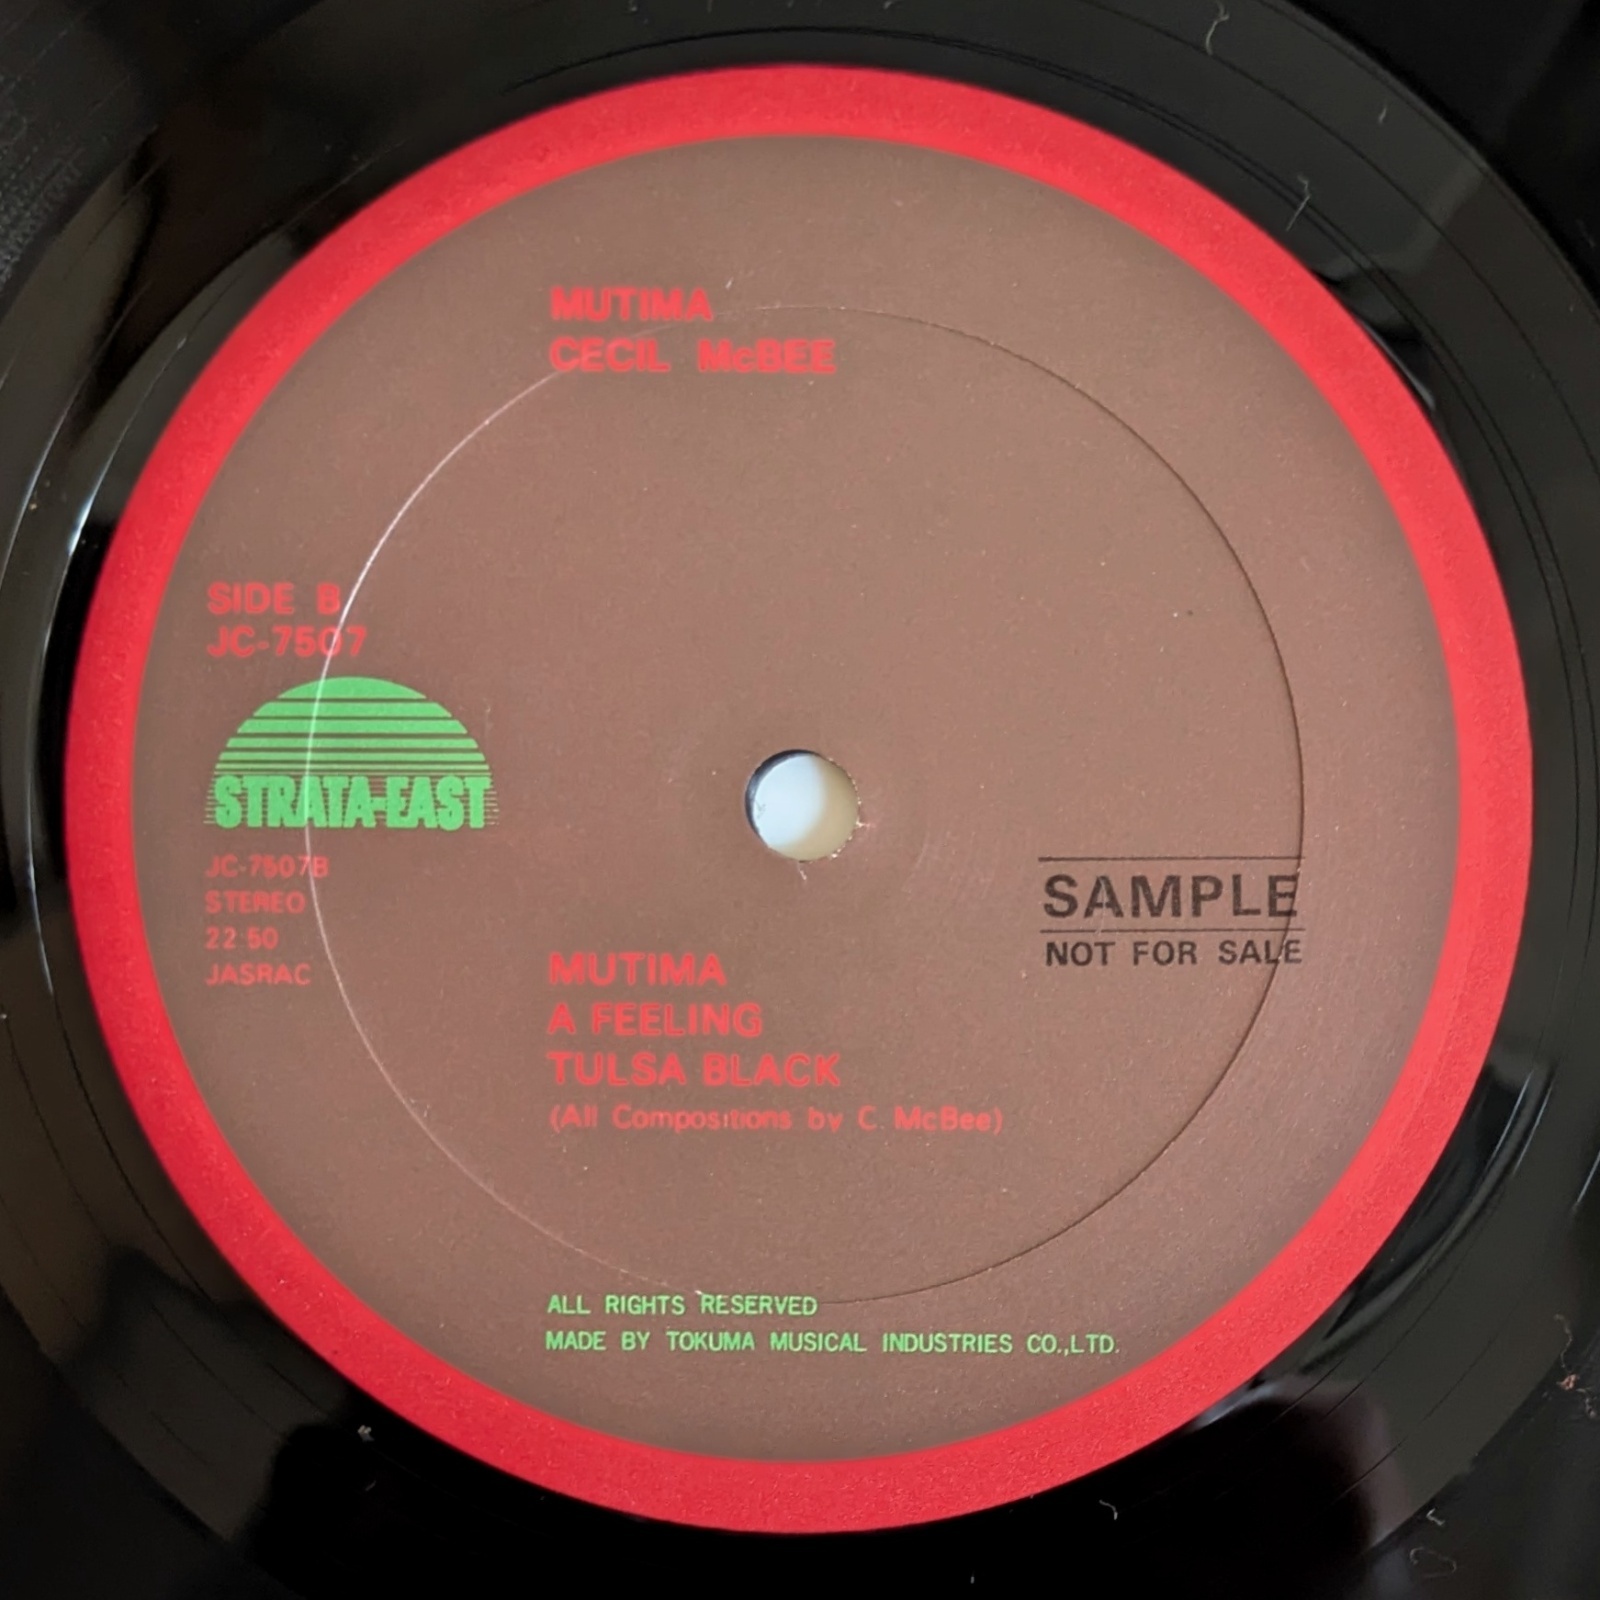 MUTIMA
CECIL McBEE
SIDE B
JC-7507
STRATA-EAST
JC-7507B
STEREO
22:50
JASRAC
SAMPLE
NOT FOR SALE
MUTIMA
A FEELING
TULSA BLACK
(All Compositions by C. McBee)
ALL RIGHTS RESERVED
MADE BY TOKUMA MUSICAL INDUSTRIES CO.,LTD.